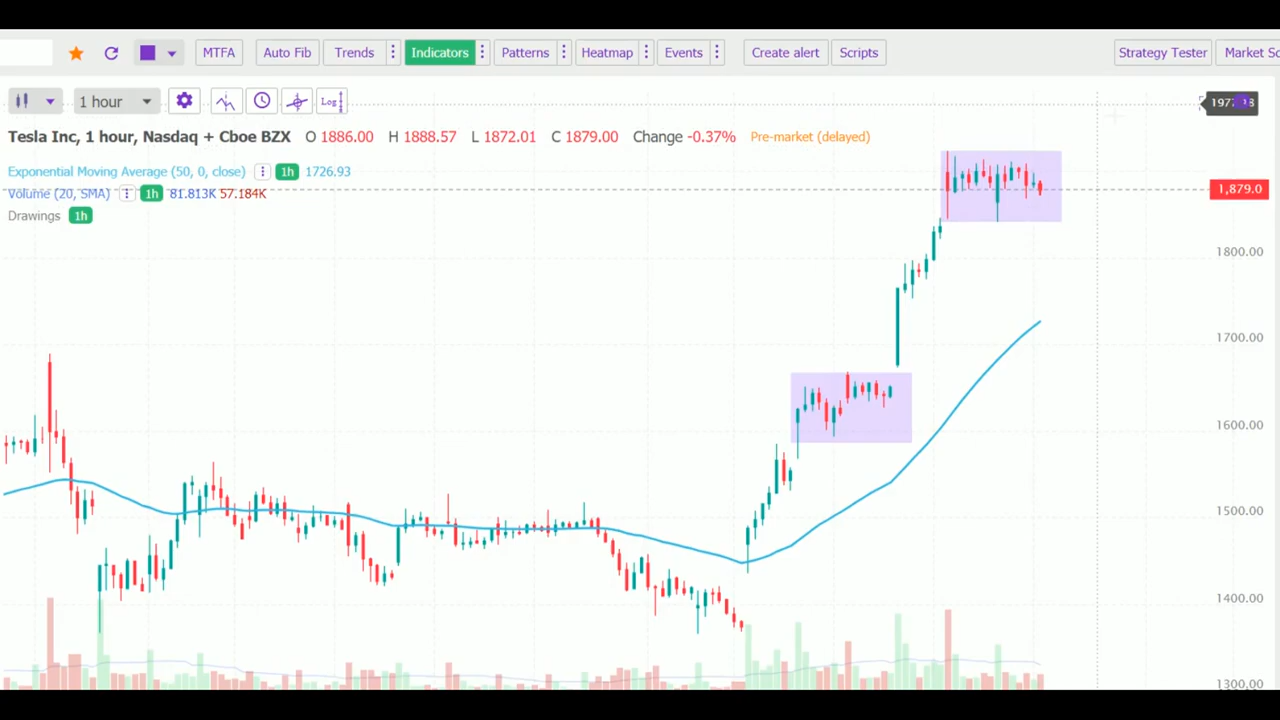 MTFA Auto Fib Trends Indicators Patterns Heatmap Events Create alert Scripts Strategy Tester Market Sc
1 hour Log
Tesla Inc, 1 hour, Nasdaq + Cboe BZX O 1886.00 H 1888.57 L 1872.01 C 1879.00 Change -0.37% Pre-market (delayed)
Exponential Moving Average (50, 0, close) 1h 1726.93
Volume (20, SMA) 1h 81.813K 57.184K
Drawings 1h
1,879.0
1800.00
1700.00
1600.00
1500.00
1400.00
1300.00